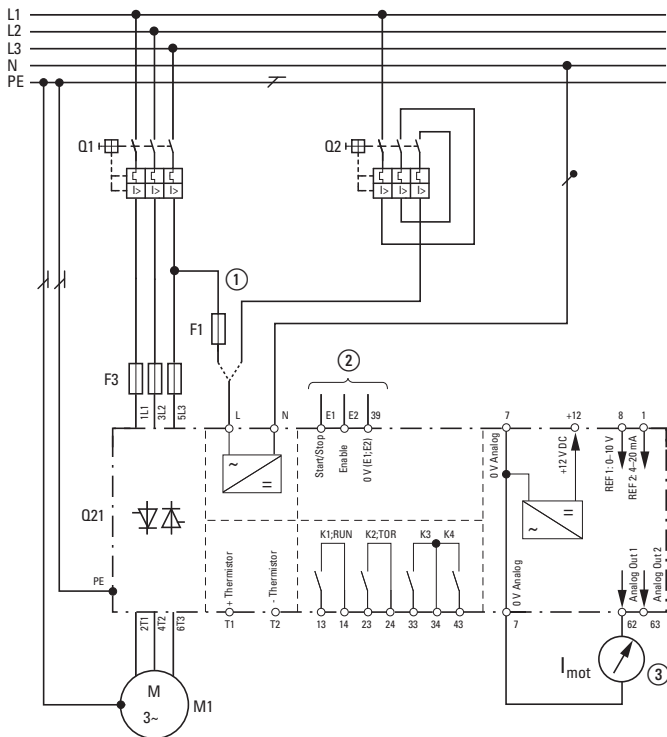 L1
L2
L3
N
PE
Q1
I> I> I>
Q2
I> I> I>
1
F1
2
F3
1L1
3L2
5L3
L
N
E1
E2
39
7
+12
8
1
Start/Stop
Enable
0 V (E1;E2)
0 V Analog
+12 V DC
REF 1: 0–10 V
REF 2: 4–20 mA
~
=
=
~
Q21
K1;RUN
K2;TOR
K3
K4
PE
+ Thermistor
- Thermistor
0 V Analog
Analog Out 1
Analog Out 2
2T1
4T2
6T3
T1
T2
13
14
23
24
33
34
43
7
62
63
M
3~
M1
Imot
3